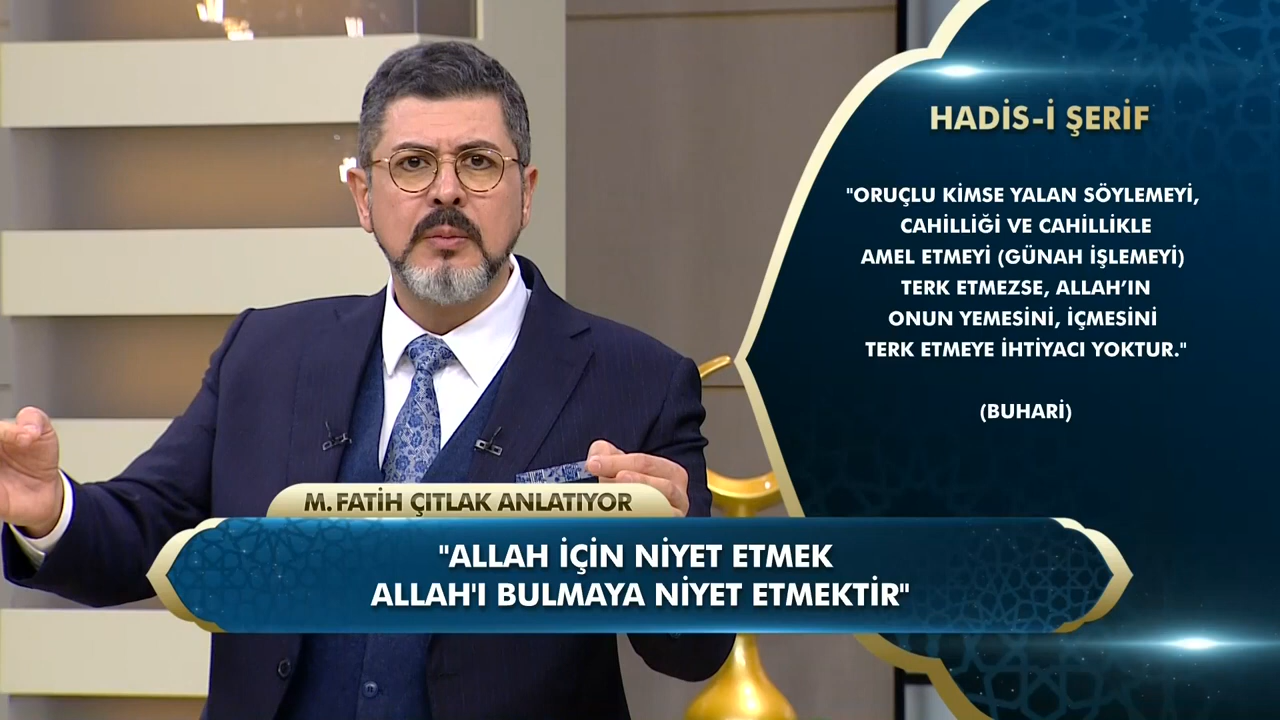 HADİS-İ ŞERİF
"ORUÇLU KİMSE YALAN SÖYLEMEYİ,
CAHİLLİĞİ VE CAHİLLİKLE
AMEL ETMEYİ (GÜNAH İŞLEMEYİ)
TERK ETMEZSE, ALLAH’IN
ONUN YEMESİNİ, İÇMESİNİ
TERK ETMEYE İHTİYACI YOKTUR."
(BUHARİ)
M. FATİH ÇITLAK ANLATIYOR
"ALLAH İÇİN NİYET ETMEK
ALLAH'I BULMAYA NİYET ETMEKTİR"